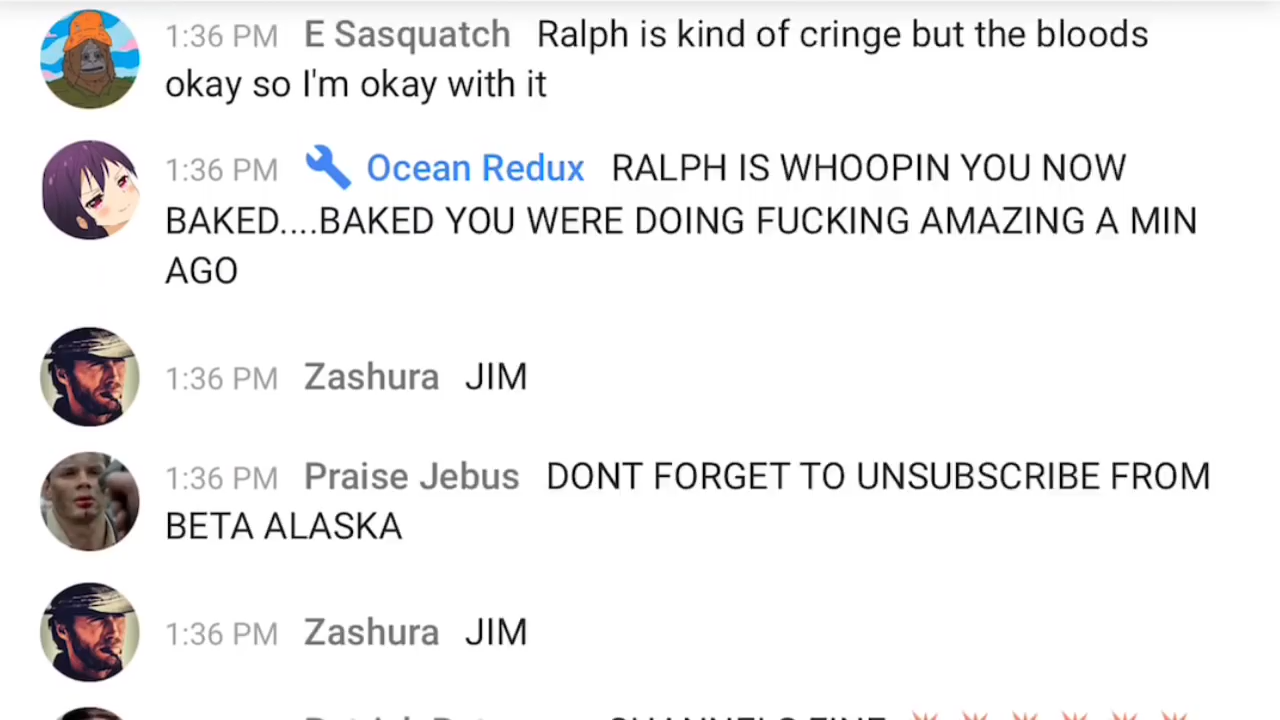 1:36 PM E Sasquatch Ralph is kind of cringe but the bloods
okay so I'm okay with it
1:36 PM Ocean Redux RALPH IS WHOOPIN YOU NOW
BAKED....BAKED YOU WERE DOING FUCKING AMAZING A MIN
AGO
1:36 PM Zashura JIM
1:36 PM Praise Jebus DONT FORGET TO UNSUBSCRIBE FROM
BETA ALASKA
1:36 PM Zashura JIM